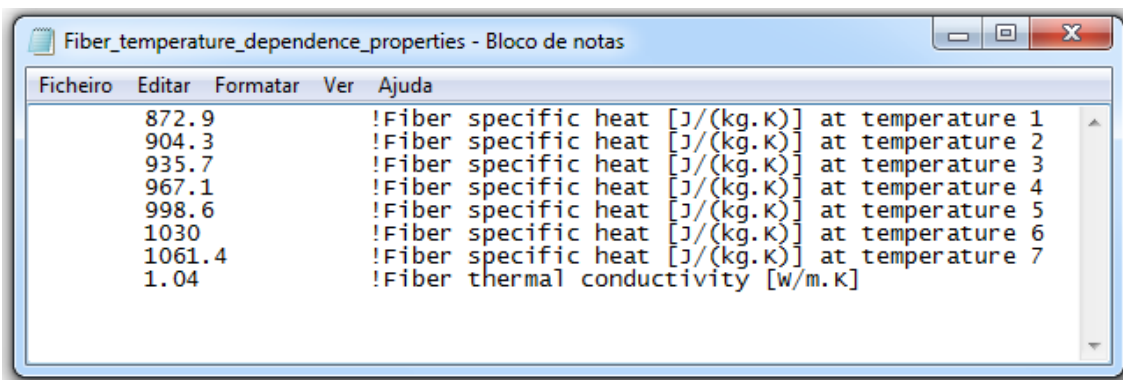 Fiber_temperature_dependence_properties - Bloco de notas
Ficheiro Editar Formatar Ver Ajuda
872.9 !Fiber specific heat [J/(kg.K)] at temperature 1
904.3 !Fiber specific heat [J/(kg.K)] at temperature 2
935.7 !Fiber specific heat [J/(kg.K)] at temperature 3
967.1 !Fiber specific heat [J/(kg.K)] at temperature 4
998.6 !Fiber specific heat [J/(kg.K)] at temperature 5
1030 !Fiber specific heat [J/(kg.K)] at temperature 6
1061.4 !Fiber specific heat [J/(kg.K)] at temperature 7
1.04 !Fiber thermal conductivity [W/m.K]